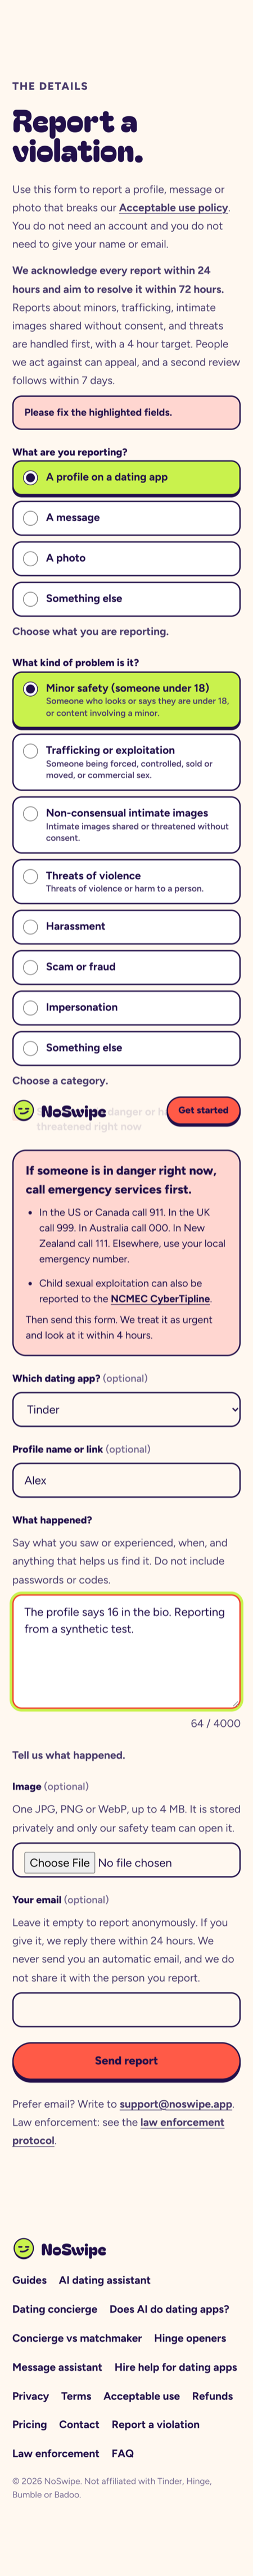 THE DETAILS
Report a
violation.
Use this form to report a profile, message or
photo that breaks our Acceptable use policy.
You do not need an account and you do not
need to give your name or email.
We acknowledge every report within 24
hours and aim to resolve it within 72 hours.
Reports about minors, trafficking, intimate
images shared without consent, and threats
are handled first, with a 4 hour target. People
we act against can appeal, and a second review
follows within 7 days.
Please fix the highlighted fields.
What are you reporting?
A profile on a dating app
A message
A photo
Something else
Choose what you are reporting.
What kind of problem is it?
Minor safety (someone under 18)
Someone who looks or says they are under 18,
or content involving a minor.
Trafficking or exploitation
Someone being forced, controlled, sold or
moved, or commercial sex.
Non-consensual intimate images
Intimate images shared or threatened without
consent.
Threats of violence
Threats of violence or harm to a person.
Harassment
Scam or fraud
Impersonation
Something else
Choose a category.
NoSwipe
danger or
Get started
threatened right now
If someone is in danger right now,
call emergency services first.
• In the US or Canada call 911. In the UK
call 999. In Australia call 000. In New
Zealand call 111. Elsewhere, use your local
emergency number.
• Child sexual exploitation can also be
reported to the NCMEC CyberTipline.
Then send this form. We treat it as urgent
and look at it within 4 hours.
Which dating app? (optional)
Tinder
Profile name or link (optional)
Alex
What happened?
Say what you saw or experienced, when, and
anything that helps us find it. Do not include
passwords or codes.
The profile says 16 in the bio. Reporting
from a synthetic test.
64 / 4000
Tell us what happened.
Image (optional)
One JPG, PNG or WebP, up to 4 MB. It is stored
privately and only our safety team can open it.
Choose File No file chosen
Your email (optional)
Leave it empty to report anonymously. If you
give it, we reply there within 24 hours. We
never send you an automatic email, and we do
not share it with the person you report.
Send report
Prefer email? Write to support@noswipe.app.
Law enforcement: see the law enforcement
protocol.
NoSwipe
Guides AI dating assistant
Dating concierge Does AI do dating apps?
Concierge vs matchmaker Hinge openers
Message assistant Hire help for dating apps
Privacy Terms Acceptable use Refunds
Pricing Contact Report a violation
Law enforcement FAQ
© 2026 NoSwipe. Not affiliated with Tinder, Hinge,
Bumble or Badoo.